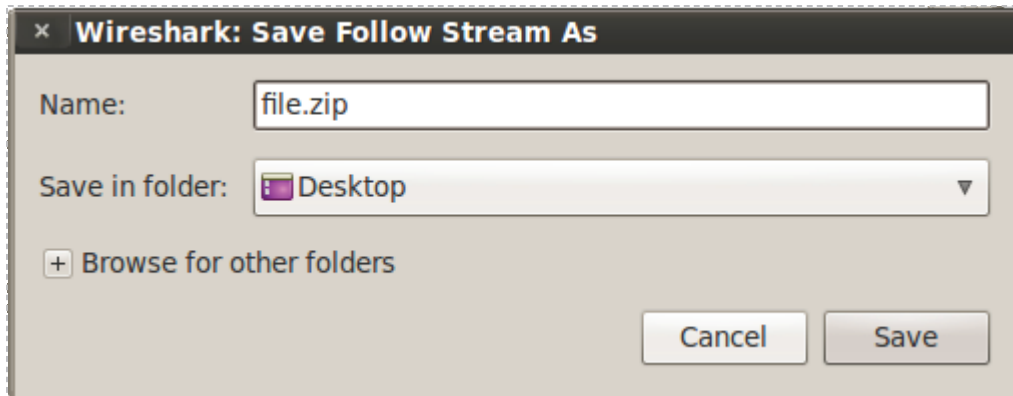 × Wireshark: Save Follow Stream As
Name: file.zip
Save in folder: Desktop
+ Browse for other folders
Cancel Save